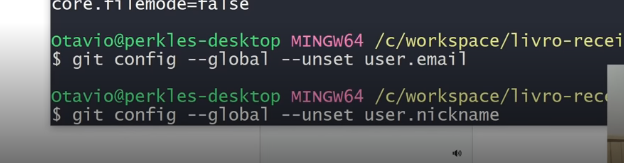 core.filemode=false
Otavio@perkles-desktop MINGW64 /c/workspace/livro-recei
$ git config --global --unset user.email
Otavio@perkles-desktop MINGW64 /c/workspace/livro-rece
$ git config --global --unset user.nickname